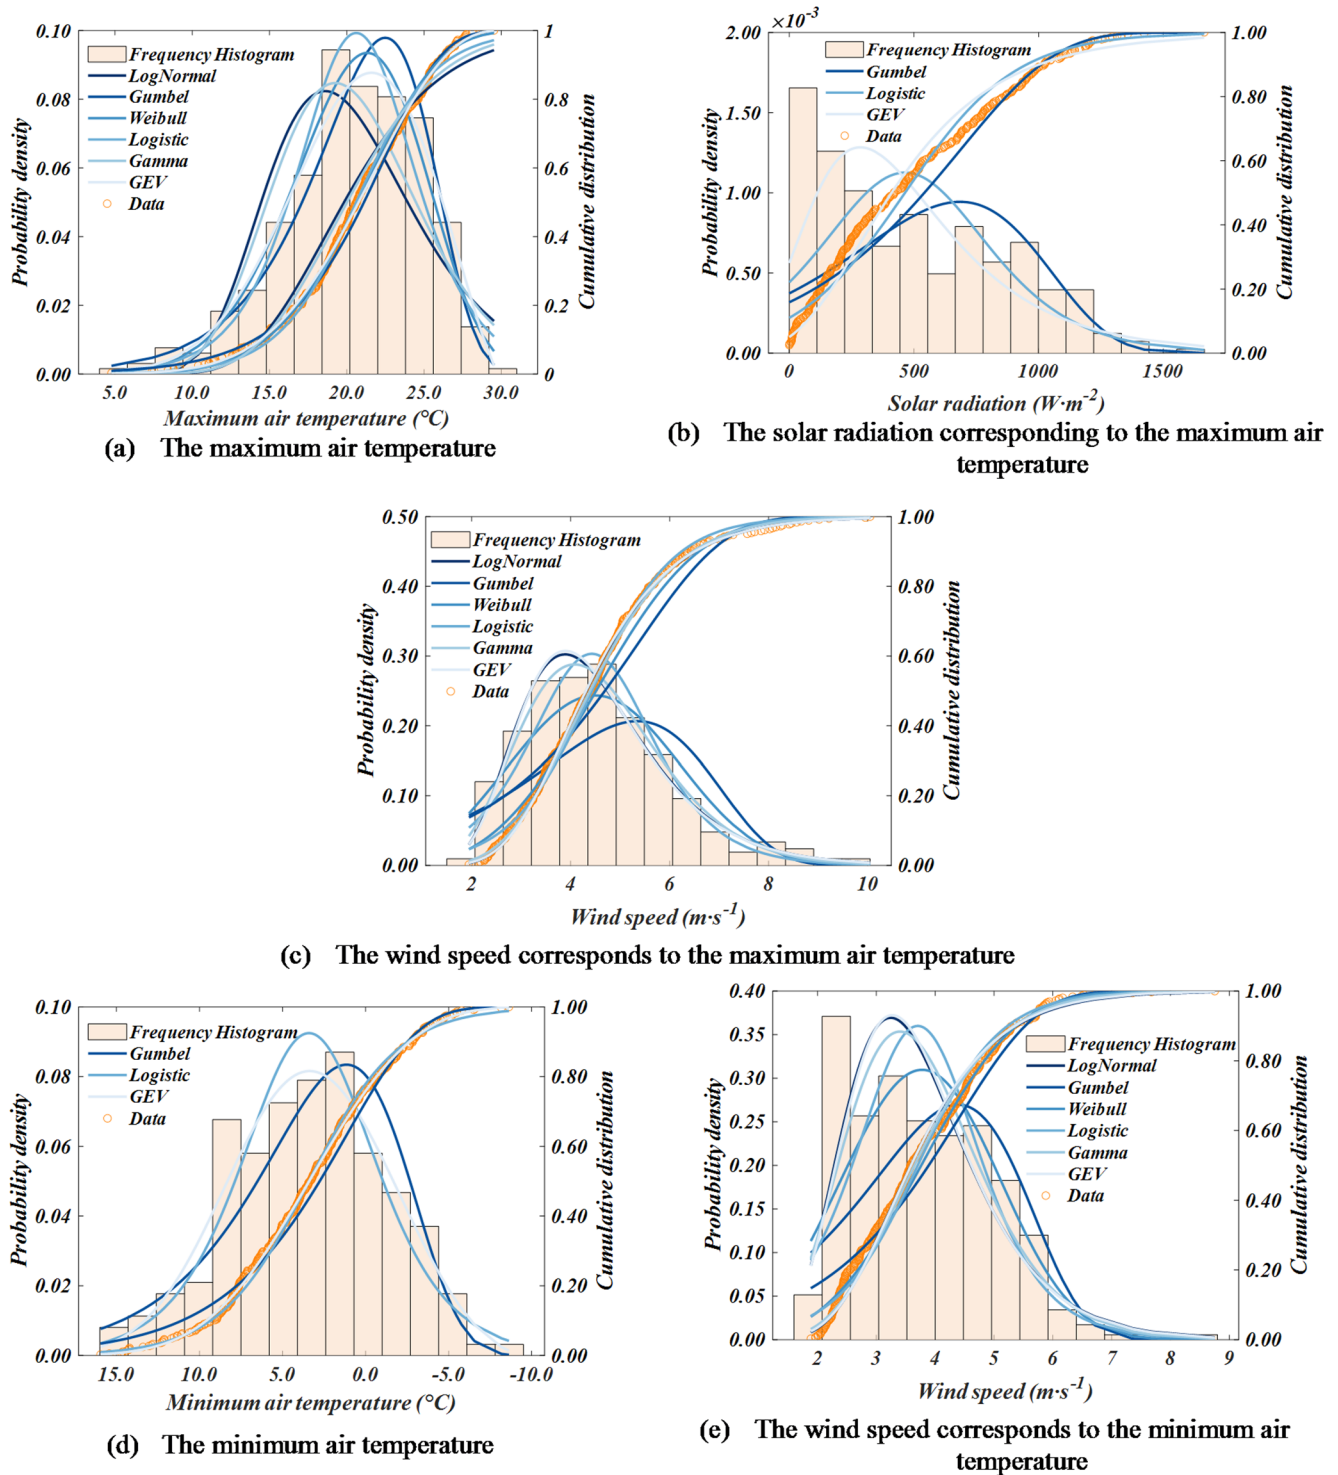 0.10
0.08
0.06
0.04
0.02
0.00
Probability density
Frequency Histogram
LogNormal
Gumbel
Weibull
Logistic
Gamma
GEV
Data
1
0.8
0.6
0.4
0.2
0
Cumulative distribution
5.0 10.0 15.0 20.0 25.0 30.0
Maximum air temperature (°C)
(a) The maximum air temperature
×10⁻³
2.00
1.50
1.00
0.50
0.00
Probability density
Frequency Histogram
Gumbel
Logistic
GEV
Data
1.00
0.80
0.60
0.40
0.20
0.00
Cumulative distribution
0 500 1000 1500
Solar radiation (W·m⁻²)
(b) The solar radiation corresponding to the maximum air
temperature
0.50
0.40
0.30
0.20
0.10
0.00
Probability density
Frequency Histogram
LogNormal
Gumbel
Weibull
Logistic
Gamma
GEV
Data
1.00
0.80
0.60
0.40
0.20
0.00
Cumulative distribution
2 4 6 8 10
Wind speed (m·s⁻¹)
(c) The wind speed corresponds to the maximum air temperature
0.10
0.08
0.06
0.04
0.02
0.00
Probability density
Frequency Histogram
Gumbel
Logistic
GEV
Data
1.00
0.80
0.60
0.40
0.20
0.00
Cumulative distribution
15.0 10.0 5.0 0.0 -5.0 -10.0
Minimum air temperature (°C)
(d) The minimum air temperature
0.40
0.35
0.30
0.25
0.20
0.15
0.10
0.05
0.00
Probability density
Frequency Histogram
LogNormal
Gumbel
Weibull
Logistic
Gamma
GEV
Data
1.00
0.80
0.60
0.40
0.20
0.00
Cumulative distribution
2 3 4 5 6 7 8 9
Wind speed (m·s⁻¹)
(e) The wind speed corresponds to the minimum air
temperature